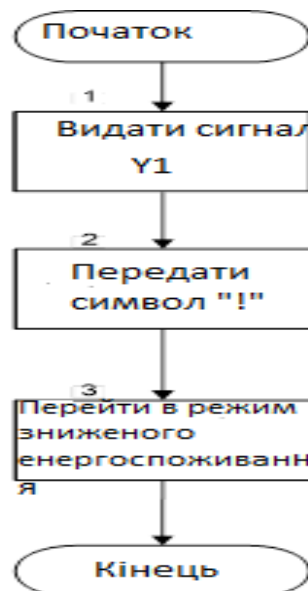 Початок
1
Видати сигнал
Y1
2
Передати
символ "!"
3
Перейти в режим
зниженого
енергоспоживанн
я
Кінець